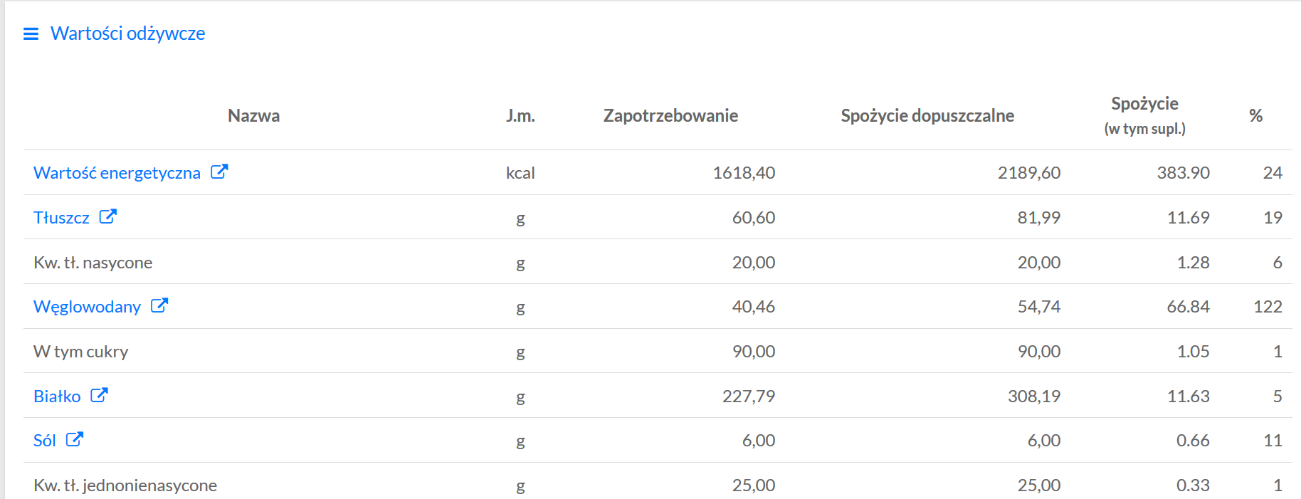 Wartości odżywcze
Nazwa J.m. Zapotrzebowanie Spożycie dopuszczalne Spożycie (w tym supl.) %
Wartość energetyczna kcal 1618,40 2189,60 383.90 24
Tłuszcz g 60,60 81,99 11.69 19
Kw. tł. nasycone g 20,00 20,00 1.28 6
Węglowodany g 40,46 54,74 66.84 122
W tym cukry g 90,00 90,00 1.05 1
Białko g 227,79 308,19 11.63 5
Sól g 6,00 6,00 0.66 11
Kw. tł. jednonienasycone g 25,00 25,00 0.33 1